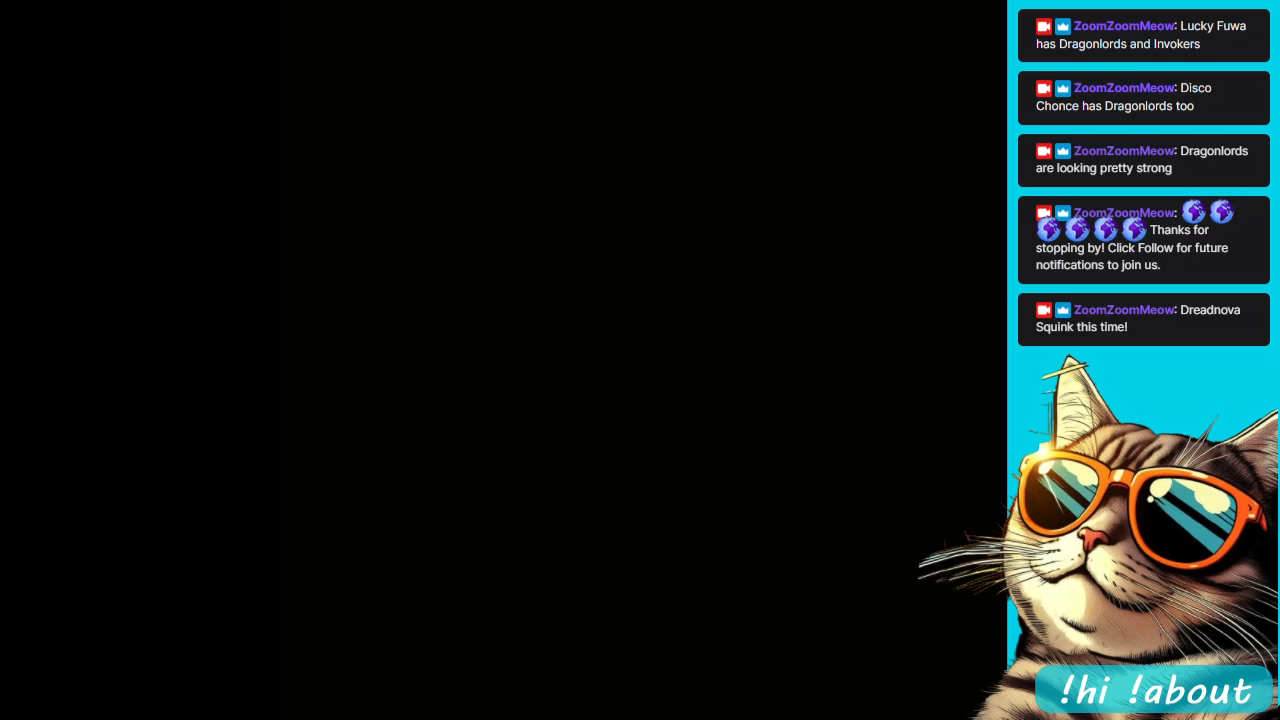 ZoomZoomMeow: Lucky Fuwa
has Dragonlords and Invokers
ZoomZoomMeow: Disco
Chonce has Dragonlords too
ZoomZoomMeow: Dragonlords
are looking pretty strong
ZoomZoomMeow:
Thanks for
stopping by! Click Follow for future
notifications to join us.
ZoomZoomMeow: Dreadnova
Squink this time!
!hi !about